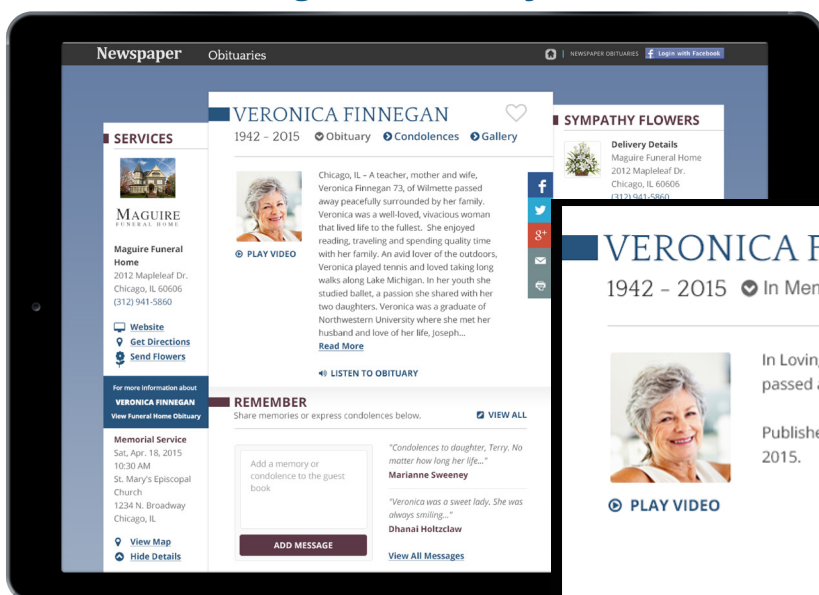 Newspaper Obituaries
NEWSPAPER OBITUARIES
f Login with Facebook
SERVICES
MAGUIRE
FUNERAL HOME
Maguire Funeral
Home
2012 Mapleleaf Dr.
Chicago, IL 60606
(312) 941-5860
Website
Get Directions
Send Flowers
For more information about
VERONICA FINNEGAN
View Funeral Home Obituary
Memorial Service
Sat, Apr. 18, 2015
10:30 AM
St. Mary's Episcopal
Church
1234 N. Broadway
Chicago, IL
View Map
Hide Details
VERONICA FINNEGAN
1942 – 2015 Obituary Condolences Gallery
PLAY VIDEO
Chicago, IL – A teacher, mother and wife,
Veronica Finnegan 73, of Wilmette passed
away peacefully surrounded by her family.
Veronica was a well-loved, vivacious woman
that lived life to the fullest. She enjoyed
reading, traveling and spending quality time
with her family. An avid lover of the outdoors,
Veronica played tennis and loved taking long
walks along Lake Michigan. In her youth she
studied ballet, a passion she shared with her
two daughters. Veronica was a graduate of
Northwestern University where she met her
husband and love of her life, Joseph...
Read More
LISTEN TO OBITUARY
f
g+
REMEMBER
Share memories or express condolences below.
VIEW ALL
Add a memory or
condolence to the guest
book
ADD MESSAGE
"Condolences to daughter, Terry. No
matter how long her life..."
Marianne Sweeney
"Veronica was a sweet lady. She was
always smiling..."
Dhanai Holtzclaw
View All Messages
SYMPATHY FLOWERS
Delivery Details
Maguire Funeral Home
2012 Mapleleaf Dr.
Chicago, IL 60606
(312) 941-5860
VERONICA F
1942 – 2015 In Mem
In Loving
passed a
Publishe
2015.
PLAY VIDEO